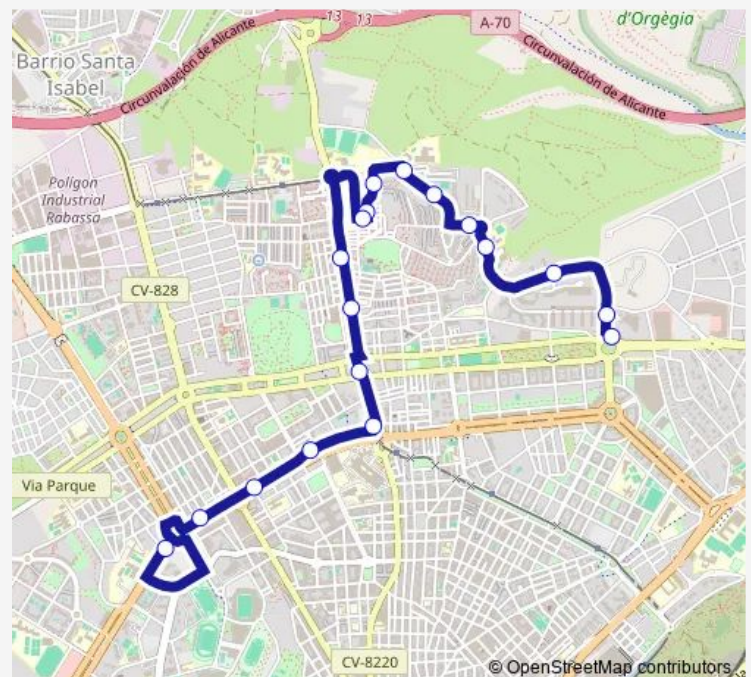 13
13
A-70
d'Orgègia
Barrio Santa
Isabel
Circunvalación de Alicante
Circunvalación de Alicante
Polígon
Industrial
Rabassa
CV-828
Via Parque
CV-8220
© OpenStreetMap contributors